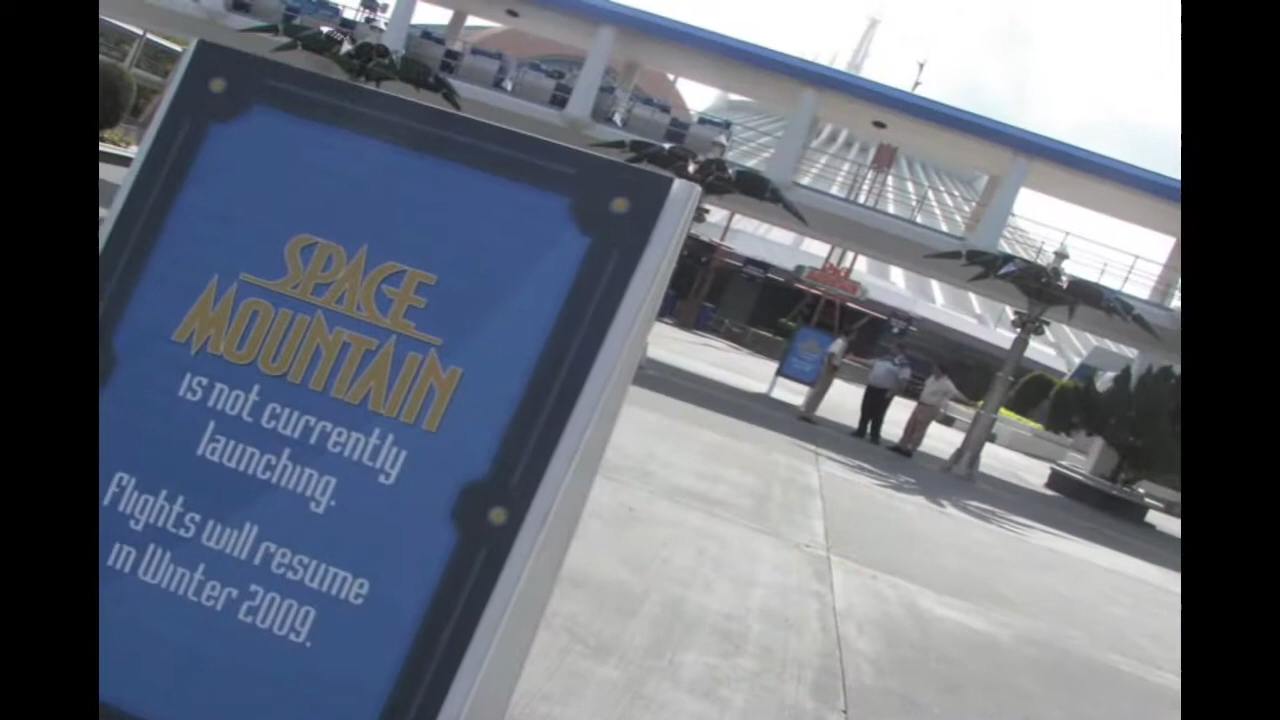 SPACE
MOUNTAIN
is not currently
launching.
Flights will resume
in Winter 2009.